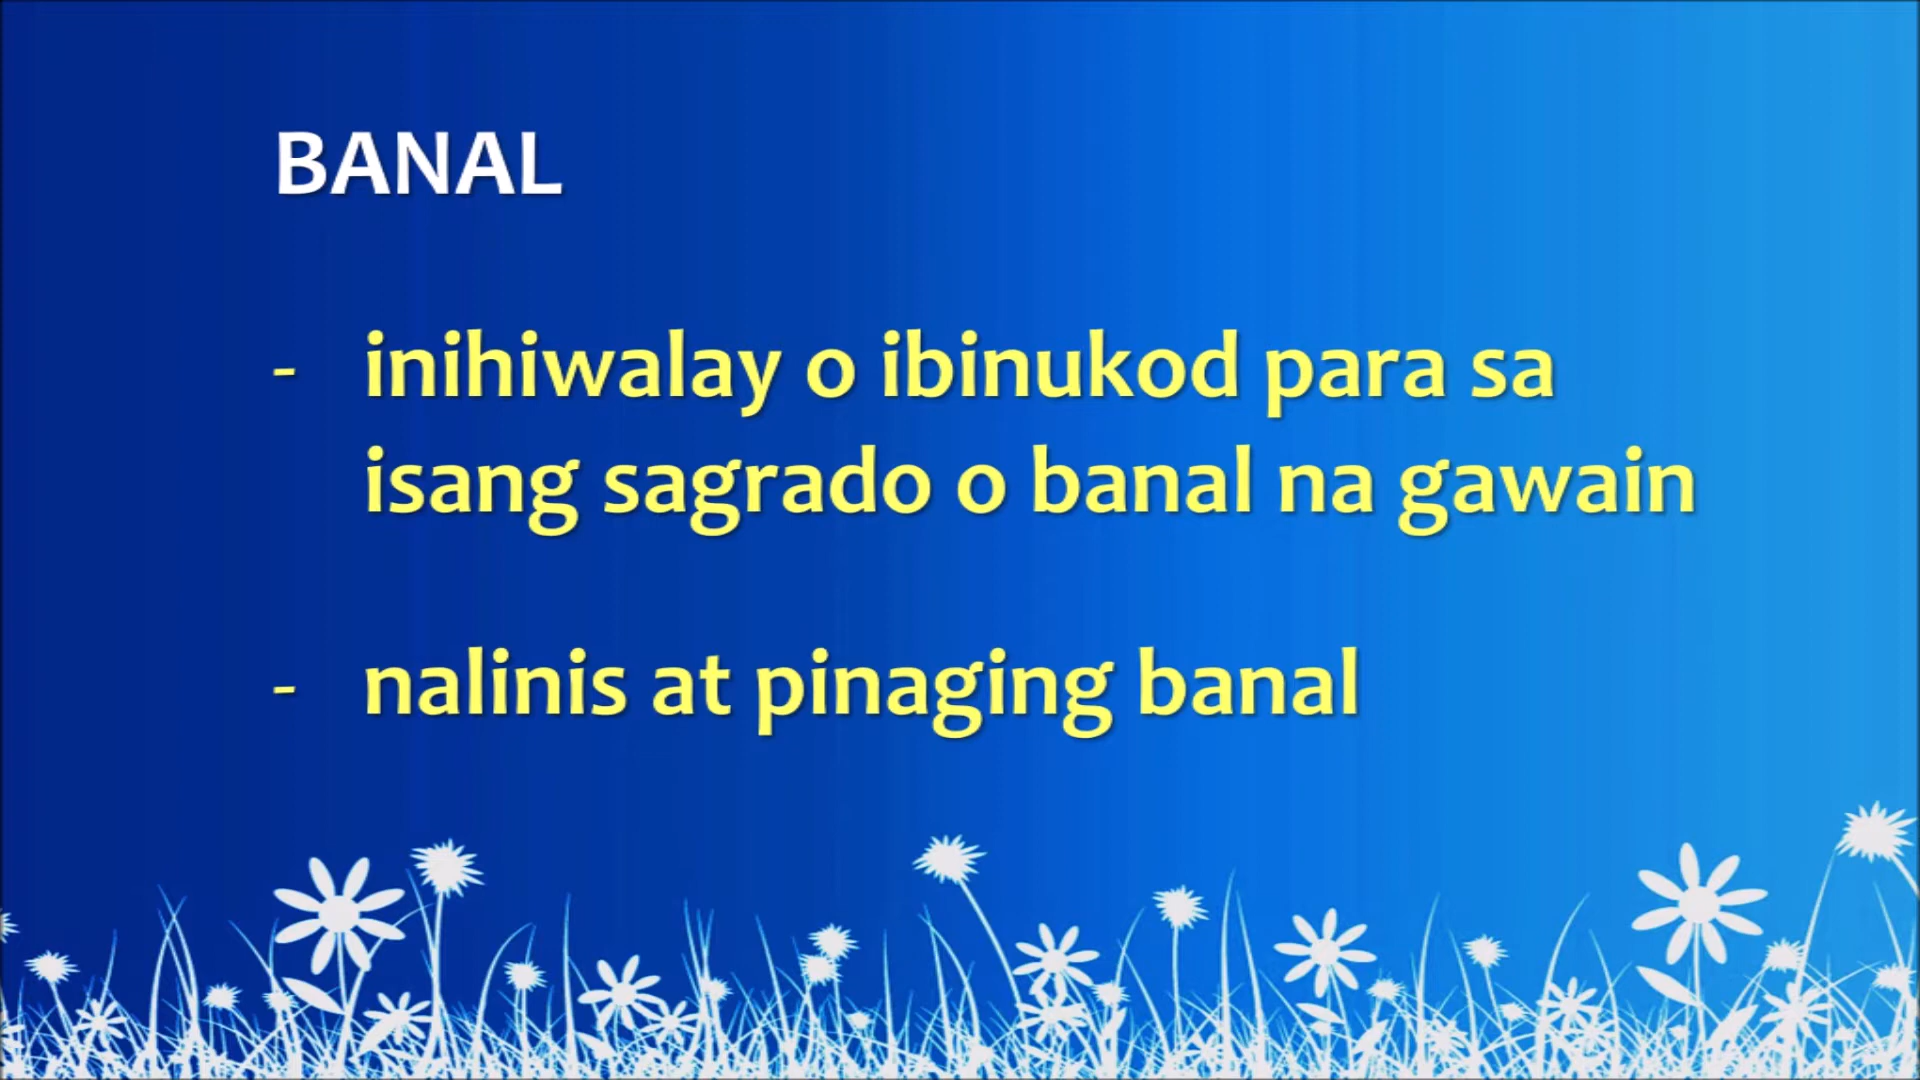 BANAL
- inihiwalay o ibinukod para sa
isang sagrado o banal na gawain
- nalinis at pinaging banal